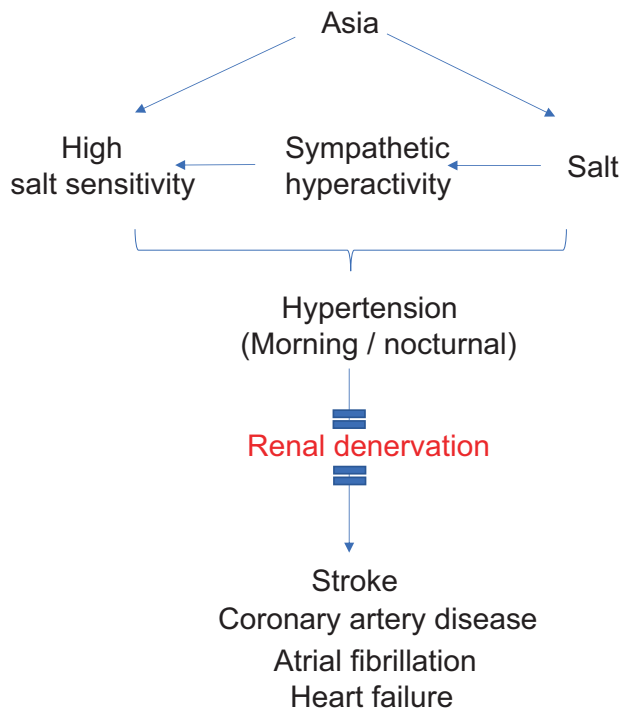 Asia
High
salt sensitivity
Sympathetic
hyperactivity
Salt
Hypertension
(Morning / nocturnal)
Renal denervation
Stroke
Coronary artery disease
Atrial fibrillation
Heart failure